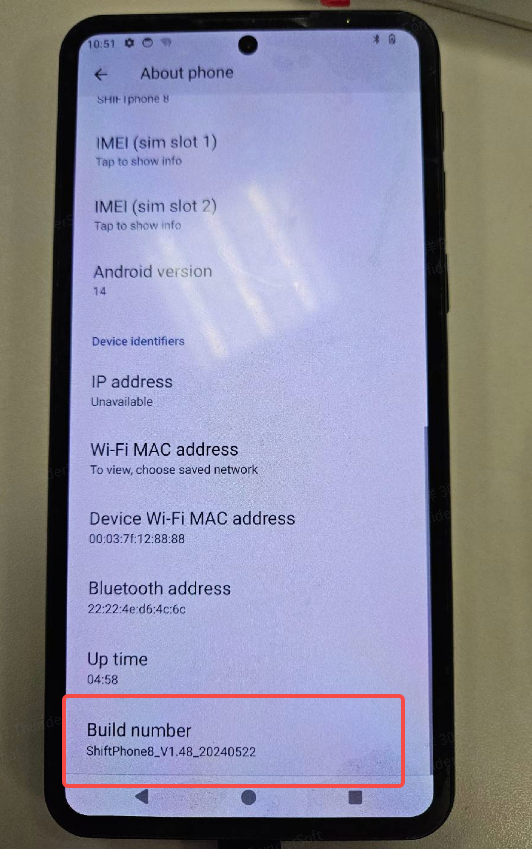 10:51
About phone
SHIFTphone 8
IMEI (sim slot 1)
Tap to show info
IMEI (sim slot 2)
Tap to show info
Android version
14
Device identifiers
IP address
Unavailable
Wi-Fi MAC address
To view, choose saved network
Device Wi-Fi MAC address
00:03:7f:12:88:88
Bluetooth address
22:22:4e:d6:4c:6c
Up time
04:58
Build number
ShiftPhone8_V1.48_20240522